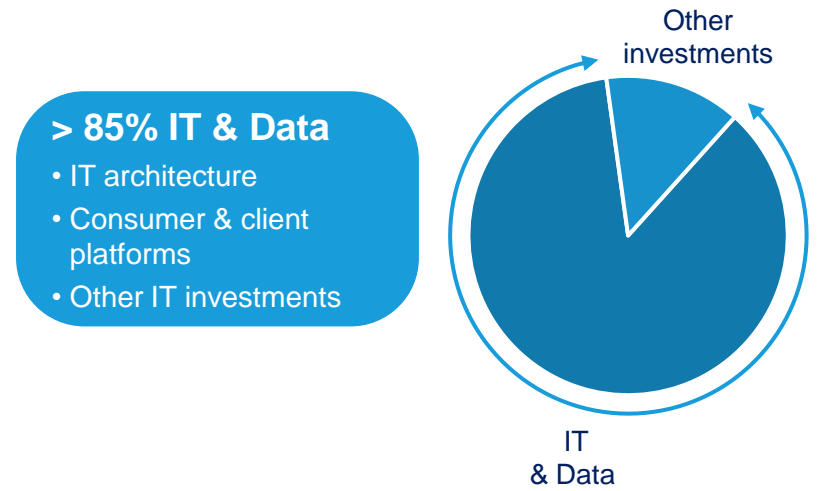 > 85% IT & Data
• IT architecture
• Consumer & client
platforms
• Other IT investments
Other
investments
IT
& Data